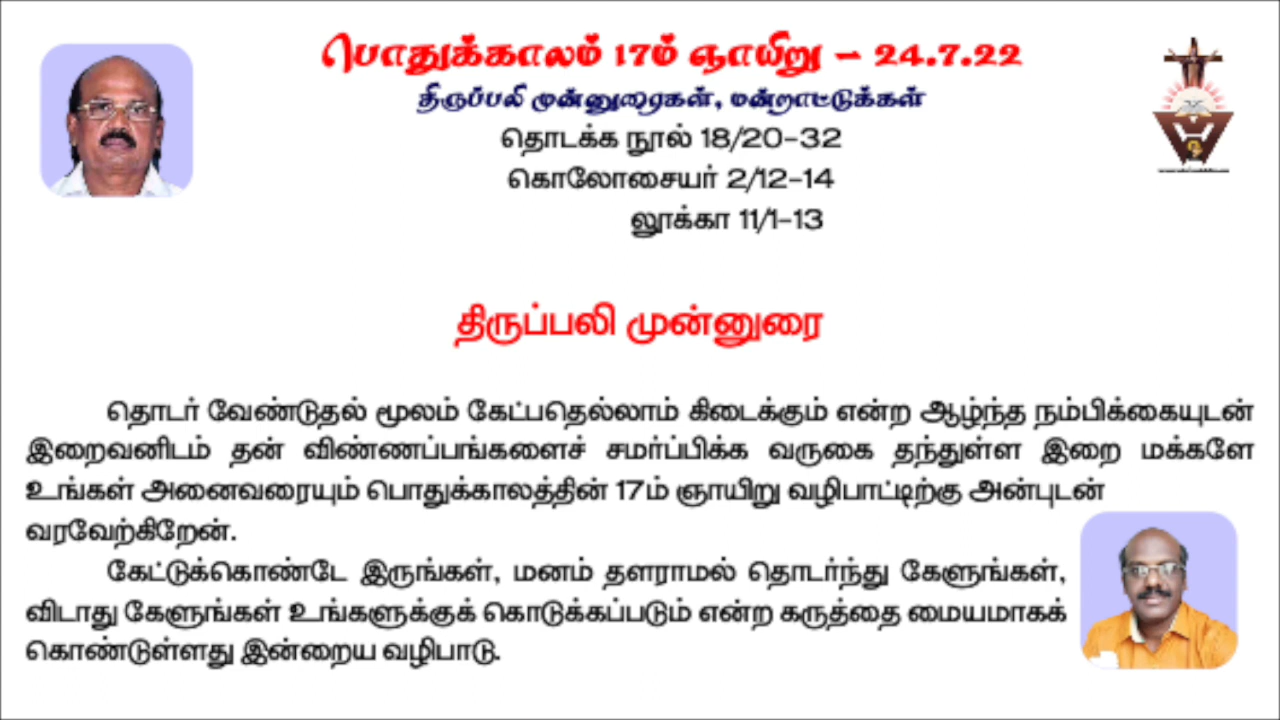 பொதுக்காலம் 17ம் ஞாயிறு – 24.7.22
திருப்பலி முன்னுரைகள், மன்றாட்டுக்கள்
தொடக்க நூல் 18/20-32
கொலோசையர் 2/12-14
லூக்கா 11/1-13
திருப்பலி முன்னுரை
தொடர் வேண்டுதல் மூலம் கேட்பதெல்லாம் கிடைக்கும் என்ற ஆழ்ந்த நம்பிக்கையுடன்
இறைவனிடம் தன் விண்ணப்பங்களைச் சமர்ப்பிக்க வருகை தந்துள்ள இறை மக்களே
உங்கள் அனைவரையும் பொதுக்காலத்தின் 17ம் ஞாயிறு வழிபாட்டிற்கு அன்புடன்
வரவேற்கிறேன்.
கேட்டுக்கொண்டே இருங்கள், மனம் தளராமல் தொடர்ந்து கேளுங்கள்,
விடாது கேளுங்கள் உங்களுக்குக் கொடுக்கப்படும் என்ற கருத்தை மையமாகக்
கொண்டுள்ளது இன்றைய வழிபாடு.